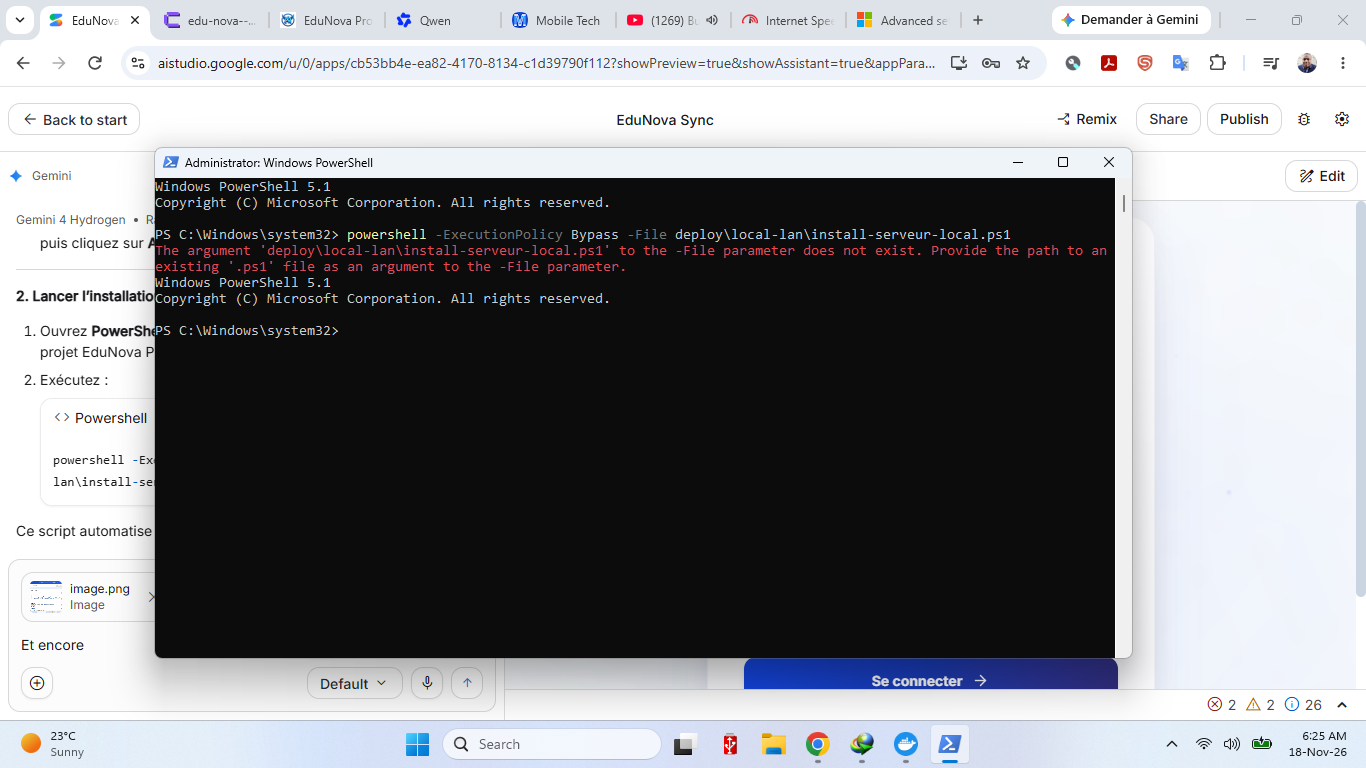 EduNova
edu-nova--
EduNova Pro
Qwen
Mobile Tech
(1269) Bu
Internet Spee
Advanced se
Demander à Gemini
aistudio.google.com/u/0/apps/cb53bb4e-ea82-4170-8134-c1d39790f112?showPreview=true&showAssistant=true&appPara...
Back to start
EduNova Sync
Remix
Share
Publish
Gemini
Edit
Gemini 4 Hydrogen •
puis cliquez sur
2. Lancer l’installatio
1. Ouvrez PowerShe
projet EduNova P
2. Exécutez :
Powershell
powershell -Exe
lan\install-ser
Ce script automatise
image.png
Image
Et encore
Default
Administrator: Windows PowerShell
Windows PowerShell 5.1
Copyright (C) Microsoft Corporation. All rights reserved.
PS C:\Windows\system32> powershell -ExecutionPolicy Bypass -File deploy\local-lan\install-serveur-local.ps1
The argument 'deploy\local-lan\install-serveur-local.ps1' to the -File parameter does not exist. Provide the path to an
existing '.ps1' file as an argument to the -File parameter.
Windows PowerShell 5.1
Copyright (C) Microsoft Corporation. All rights reserved.
PS C:\Windows\system32>
Se connecter
2 2 26
23°C
Sunny
Search
6:25 AM
18-Nov-26